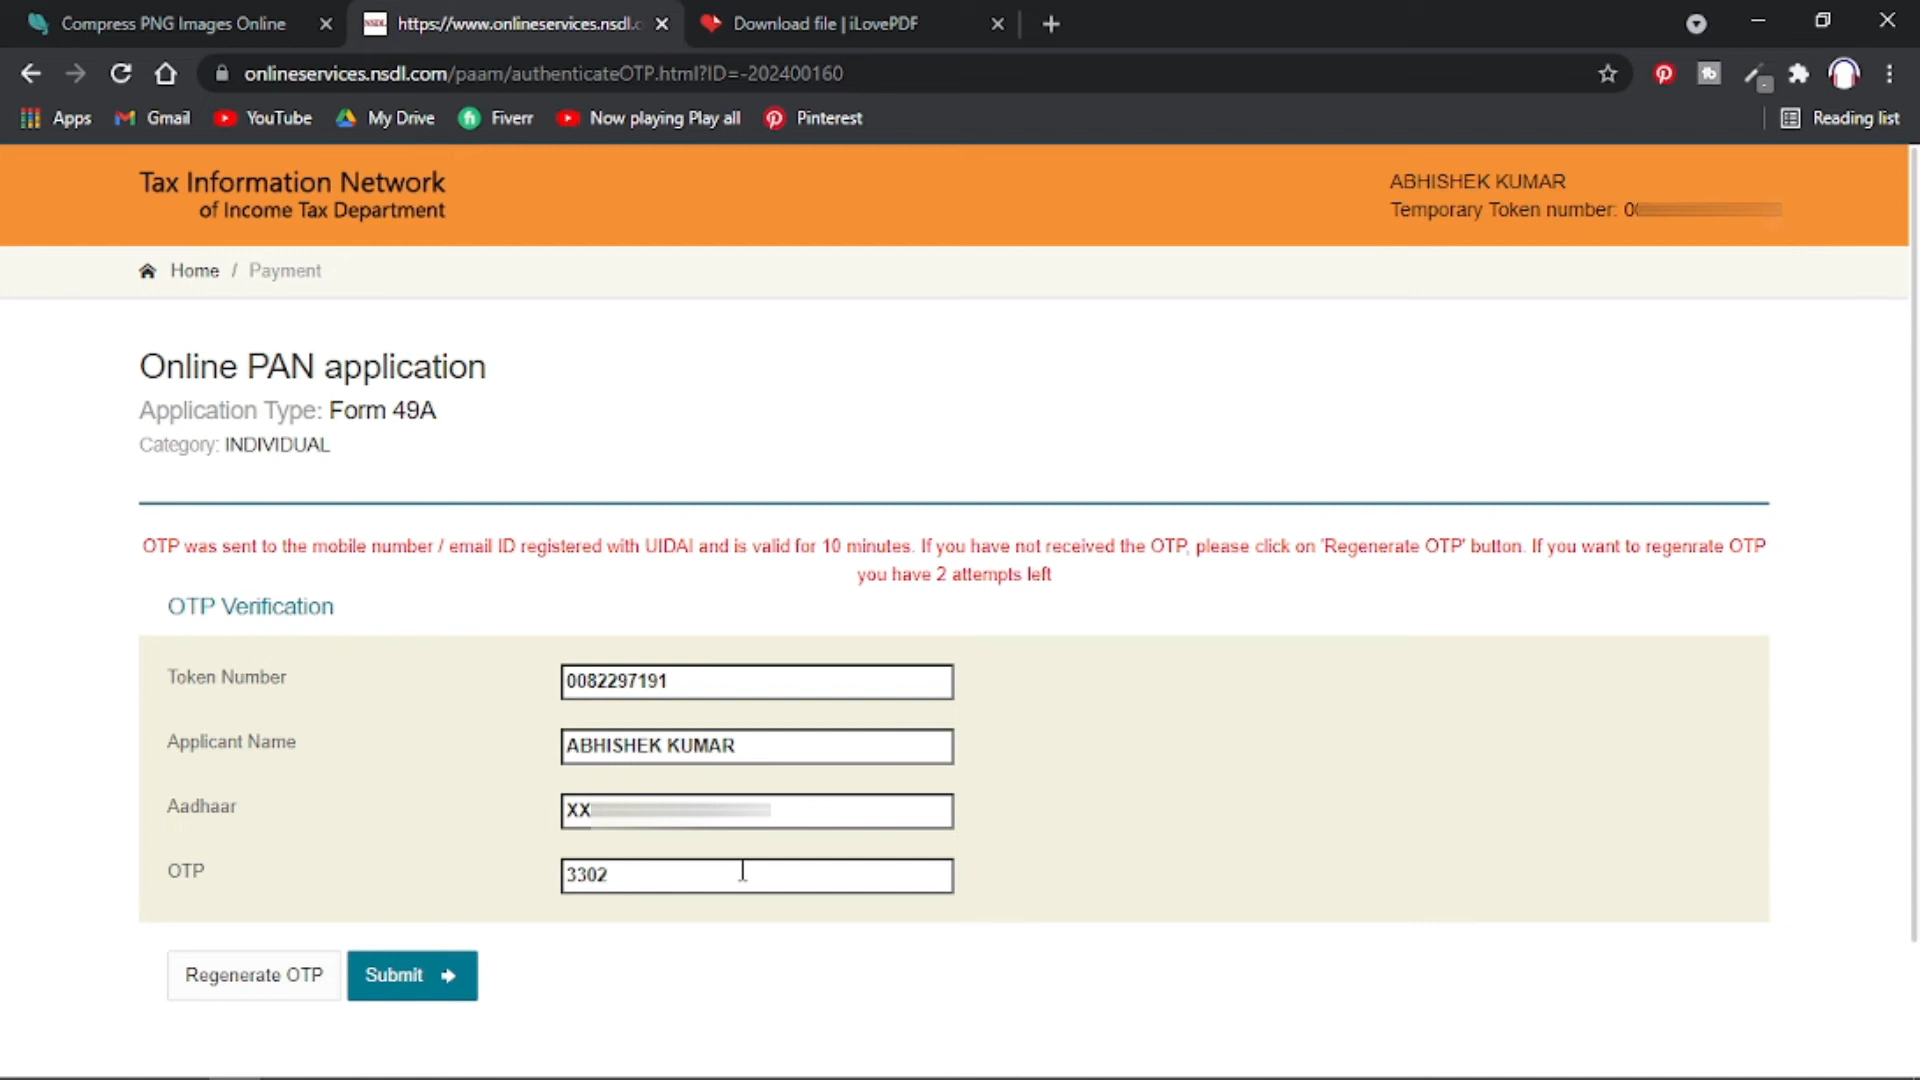 Compress PNG Images Online
https://www.onlineservices.nsdl.c
Download file | iLovePDF
onlineservices.nsdl.com/paam/authenticateOTP.html?ID=-202400160
Apps Gmail YouTube My Drive Fiverr Now playing Play all Pinterest Reading list
Tax Information Network
of Income Tax Department
ABHISHEK KUMAR
Temporary Token number: 0
Home / Payment
Online PAN application
Application Type: Form 49A
Category: INDIVIDUAL
OTP was sent to the mobile number / email ID registered with UIDAI and is valid for 10 minutes. If you have not received the OTP, please click on 'Regenerate OTP' button. If you want to regenrate OTP
you have 2 attempts left
OTP Verification
Token Number 0082297191
Applicant Name ABHISHEK KUMAR
Aadhaar XX
OTP 3302
Regenerate OTP Submit